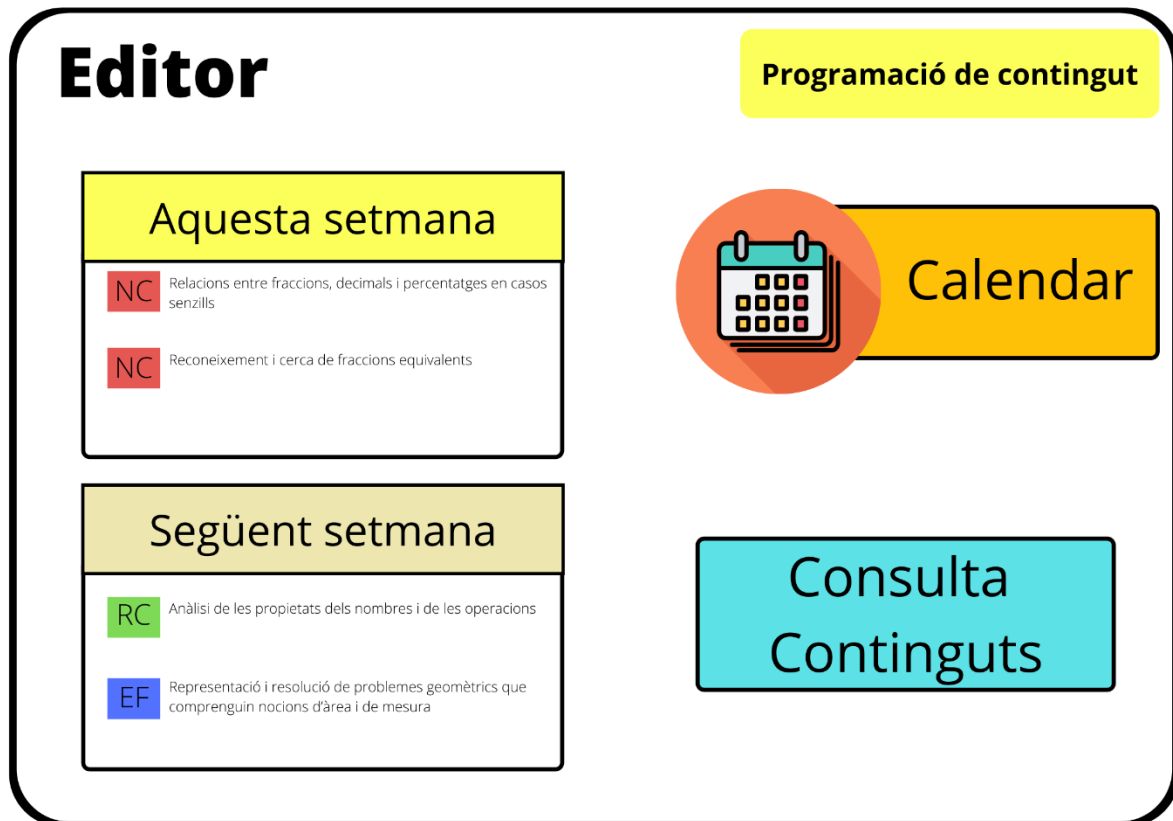 Editor
Programació de contingut
Aquesta setmana
NC
Relacions entre fraccions, decimals i percentatges en casos
senzills
NC
Reconeixement i cerca de fraccions equivalents
Calendar
Següent setmana
RC
Anàlisi de les propietats dels nombres i de les operacions
EF
Representació i resolució de problemes geomètrics que
comprenguin nocions d'àrea i de mesura
Consulta
Continguts